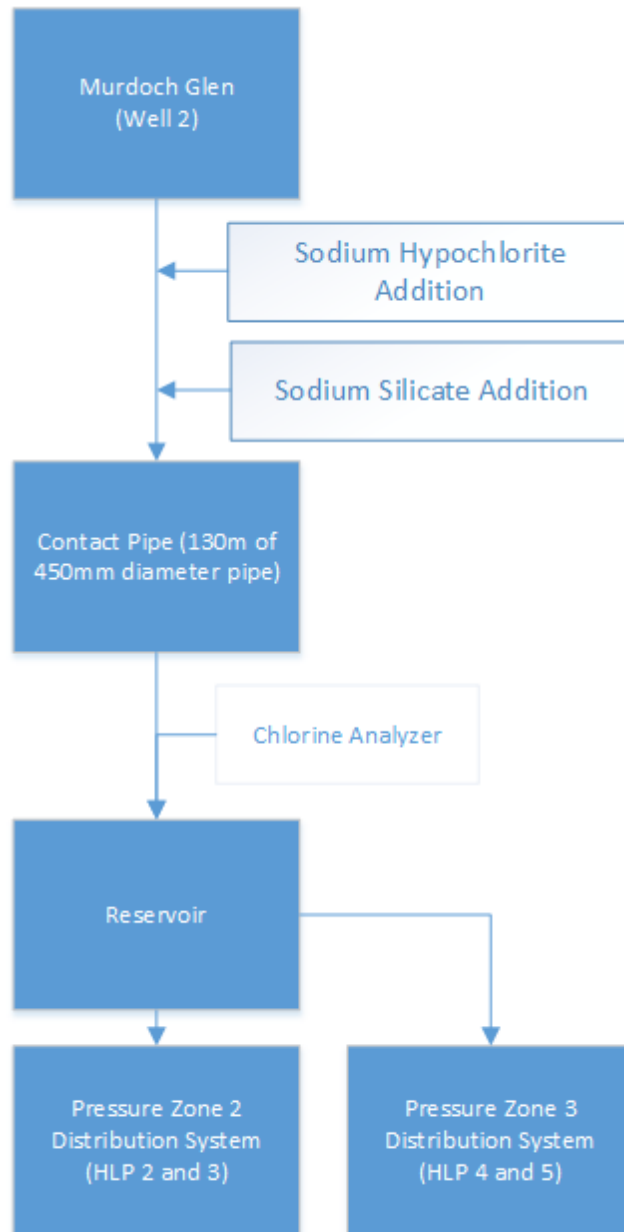 Murdoch Glen
(Well 2)
Sodium Hypochlorite
Addition
Sodium Silicate Addition
Contact Pipe (130m of
450mm diameter pipe)
Chlorine Analyzer
Reservoir
Pressure Zone 2
Distribution System
(HLP 2 and 3)
Pressure Zone 3
Distribution System
(HLP 4 and 5)